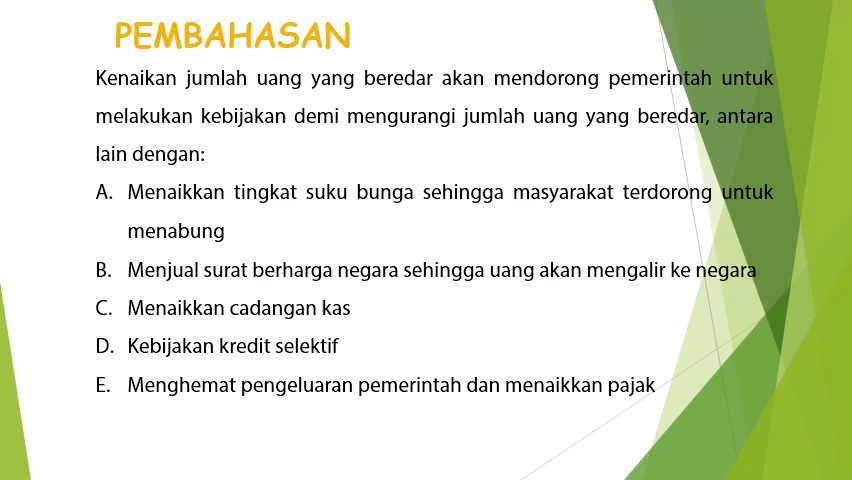 PEMBAHASAN
Kenaikan jumlah uang yang beredar akan mendorong pemerintah untuk
melakukan kebijakan demi mengurangi jumlah uang yang beredar, antara
lain dengan:
A. Menaikkan tingkat suku bunga sehingga masyarakat terdorong untuk
menabung
B. Menjual surat berharga negara sehingga uang akan mengalir ke negara
C. Menaikkan cadangan kas
D. Kebijakan kredit selektif
E. Menghemat pengeluaran pemerintah dan menaikkan pajak